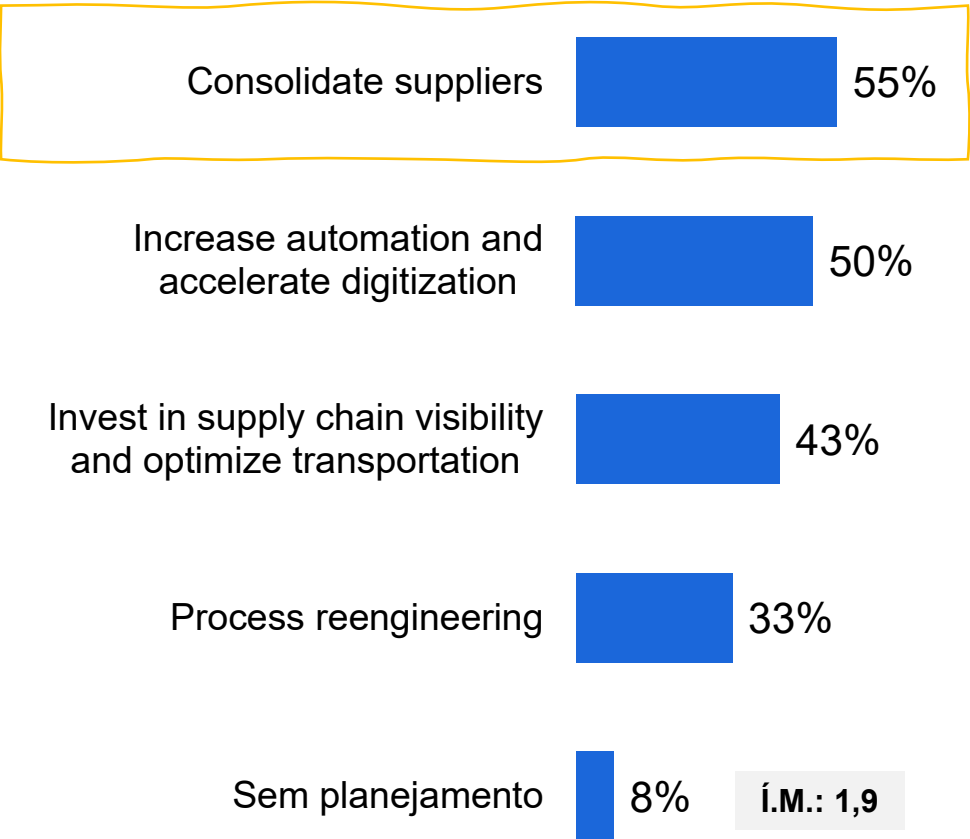 Consolidate suppliers
55%
Increase automation and
accelerate digitization
50%
Invest in supply chain visibility
and optimize transportation
43%
Process reengineering
33%
Sem planejamento
8%
Í.M.: 1,9